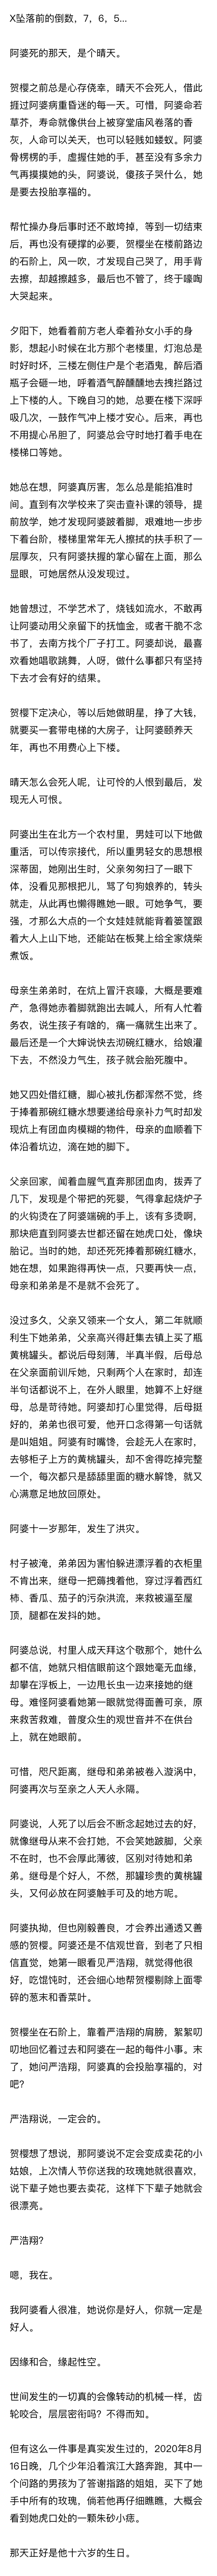 X坠落前的倒数，7，6，5...
阿婆死的那天，是个晴天。
贺樱之前总是心存侥幸，晴天不会死人，借此
捱过阿婆病重昏迷的每一天。可惜，阿婆命若
草芥，寿命就像供台上被穿堂庙风卷落的香
灰，人命可以关天，也可以轻贱如蝼蚁。阿婆
骨愣愣的手，虚握住她的手，甚至没有多余力
气再摸摸她的头，阿婆说，傻孩子哭什么，她
是要去投胎享福的。
帮忙操办身后事时还不敢垮掉，等到一切结束
后，再也没有硬撑的必要，贺樱坐在楼前路边
的石阶上，风一吹，才发现自己哭了，用手背
去擦，却越擦越多，最后也不管了，终于嚎啕
大哭起来。
夕阳下，她看着前方老人牵着孙女小手的身
影，想起小时候在北方那个老楼里，灯泡总是
时好时坏，三楼左侧住户是个老酒鬼，醉后酒
瓶子会砸一地，呼着酒气醉醺醺地去拽拦路过
上下楼的人。下晚自习的她，总要在楼下深呼
吸几次，一鼓作气冲上楼才安心。后来，再也
不用提心吊胆了，阿婆总会守时地打着手电在
楼梯口等她。
她总在想，阿婆真厉害，怎么总是能掐准时
间。直到有次学校来了突击查补课的领导，提
前放学，她才发现阿婆跛着脚，艰难地一步步
下着台阶，楼梯里常年无人擦拭的扶手积了一
层厚灰，只有阿婆扶握的掌心留在上面，那么
显眼，可她居然从没发现过。
她曾想过，不学艺术了，烧钱如流水，不敢再
让阿婆动用父亲留下的抚恤金，或者干脆不念
书了，去南方找个厂子打工。阿婆却说，最喜
欢看她唱歌跳舞，人呀，做什么事都只有坚持
下去才会有好的结果。
贺樱下定决心，等以后她做明星，挣了大钱，
就要买一套带电梯的大房子，让阿婆颐养天
年，再也不用费心上下楼。
晴天怎么会死人呢，让可怜的人恨到最后，发
现无人可恨。
阿婆出生在北方一个农村里，男娃可以下地做
重活，可以传宗接代，所以重男轻女的思想根
深蒂固，她刚出生时，父亲匆匆扫了一眼下
体，没看见那根把儿，骂了句狗娘养的，转头
就走，从此再也懒得瞧她一眼。可她争气，要
强，才那么大点的一个女娃娃就能背着篓筐跟
着大人上山下地，还能站在板凳上给全家烧柴
煮饭。
母亲生弟弟时，在炕上冒汗哀嚎，大概是要难
产，急得她赤着脚就跑出去喊人，所有人忙着
务农，说生孩子有啥的，痛一痛就生出来了。
最后还是一个大婶说快去沏碗红糖水，给娘灌
下去，不然没力气生，孩子就会胎死腹中。
她又四处借红糖，脚心被扎伤都浑然不觉，终
于捧着那碗红糖水想要递给母亲补力气时却发
现炕上有团血肉模糊的物件，母亲的血顺着下
体沿着坑边，滴在她的脚下。
父亲回家，闻着血腥气直奔那团血肉，拨弄了
几下，发现是个带把的死婴，气得拿起烧炉子
的火钩烫在了阿婆端碗的手上，该有多烫啊，
那块疤直到阿婆去世都还留在她虎口处，像块
胎记。当时的她，却还死死捧着那碗红糖水，
她在想，如果跑得再快一点，只要再快一点，
母亲和弟弟是不是就不会死了。
没过多久，父亲又领来一个女人，第二年就顺
利生下她弟弟，父亲高兴得赶集去镇上买了瓶
黄桃罐头。都说后母刻薄，半真半假，后母总
在父亲面前训斥她，只剩两个人在家时，却连
半句话都说不上，在外人眼里，她算不上好继
母，总是苛待她。阿婆却打心里觉得，后母挺
好的，弟弟也很可爱，他开口念得第一句话就
是叫姐姐。阿婆有时嘴馋，会趁无人在家时，
去够柜子上方的黄桃罐头，却不舍得吃掉完整
一个，每次都只是舔舔里面的糖水解馋，就又
心满意足地放回原处。
阿婆十一岁那年，发生了洪灾。
村子被淹，弟弟因为害怕躲进漂浮着的衣柜里
不肯出来，继母一把薅拽着他，穿过浮着西红
柿、香瓜、茄子的污杂洪流，来救被逼至屋
顶，腿都在发抖的她。
阿婆总说，村里人成天拜这个敬那个，她什么
都不信，她就只相信眼前这个跟她毫无血缘，
却攀在浮板上，一边甩长虫一边来接她的继
母。难怪阿婆看她第一眼就觉得面善可亲，原
来救苦救难，普度众生的观世音并不在供台
上，就在她眼前。
可惜，咫尺距离，继母和弟弟被卷入漩涡中，
阿婆再次与至亲之人天人永隔。
阿婆说，人死了以后会不断念起她过去的好，
就像继母从来不会打她，不会笑她跛脚，父亲
不在时，也不会厚此薄彼，区别对待她和弟
弟。继母是个好人，不然，那罐珍贵的黄桃罐
头，又何必放在阿婆触手可及的地方呢。
阿婆执拗，但也刚毅善良，才会养出通透又善
感的贺樱。阿婆还是不信观世音，到老了只相
信直觉，她第一眼看见严浩翔，就觉得他很
好，吃馄饨时，还会细心地帮贺樱剔除上面零
碎的葱末和香菜叶。
贺樱坐在石阶上，靠着严浩翔的肩膀，絮絮叨
叨地回忆着过去和阿婆在一起的每件小事。末
了，她问严浩翔，阿婆真的会投胎享福的，对
吧？
严浩翔说，一定会的。
贺樱想了想说，那阿婆说不定会变成卖花的小
姑娘，上次情人节你送我的玫瑰她就很喜欢，
说下辈子她也要去卖花，这样下下辈子她就会
很漂亮。
严浩翔？
嗯，我在。
我阿婆看人很准，她说你是好人，你就一定是
好人。
因缘和合，缘起性空。
世间发生的一切真的会像转动的机械一样，齿
轮咬合，层层密衔吗？不得而知。
但有这么一件事是真实发生过的，2020年8月
16日晚，几个少年沿着滨江大路奔跑，其中一
个问路的男孩为了答谢指路的姐姐，买下了她
手中所有的玫瑰，倘若他再仔细瞧瞧，大概会
看到她虎口处的一颗朱砂小痣。
那天正好是他十六岁的生日。